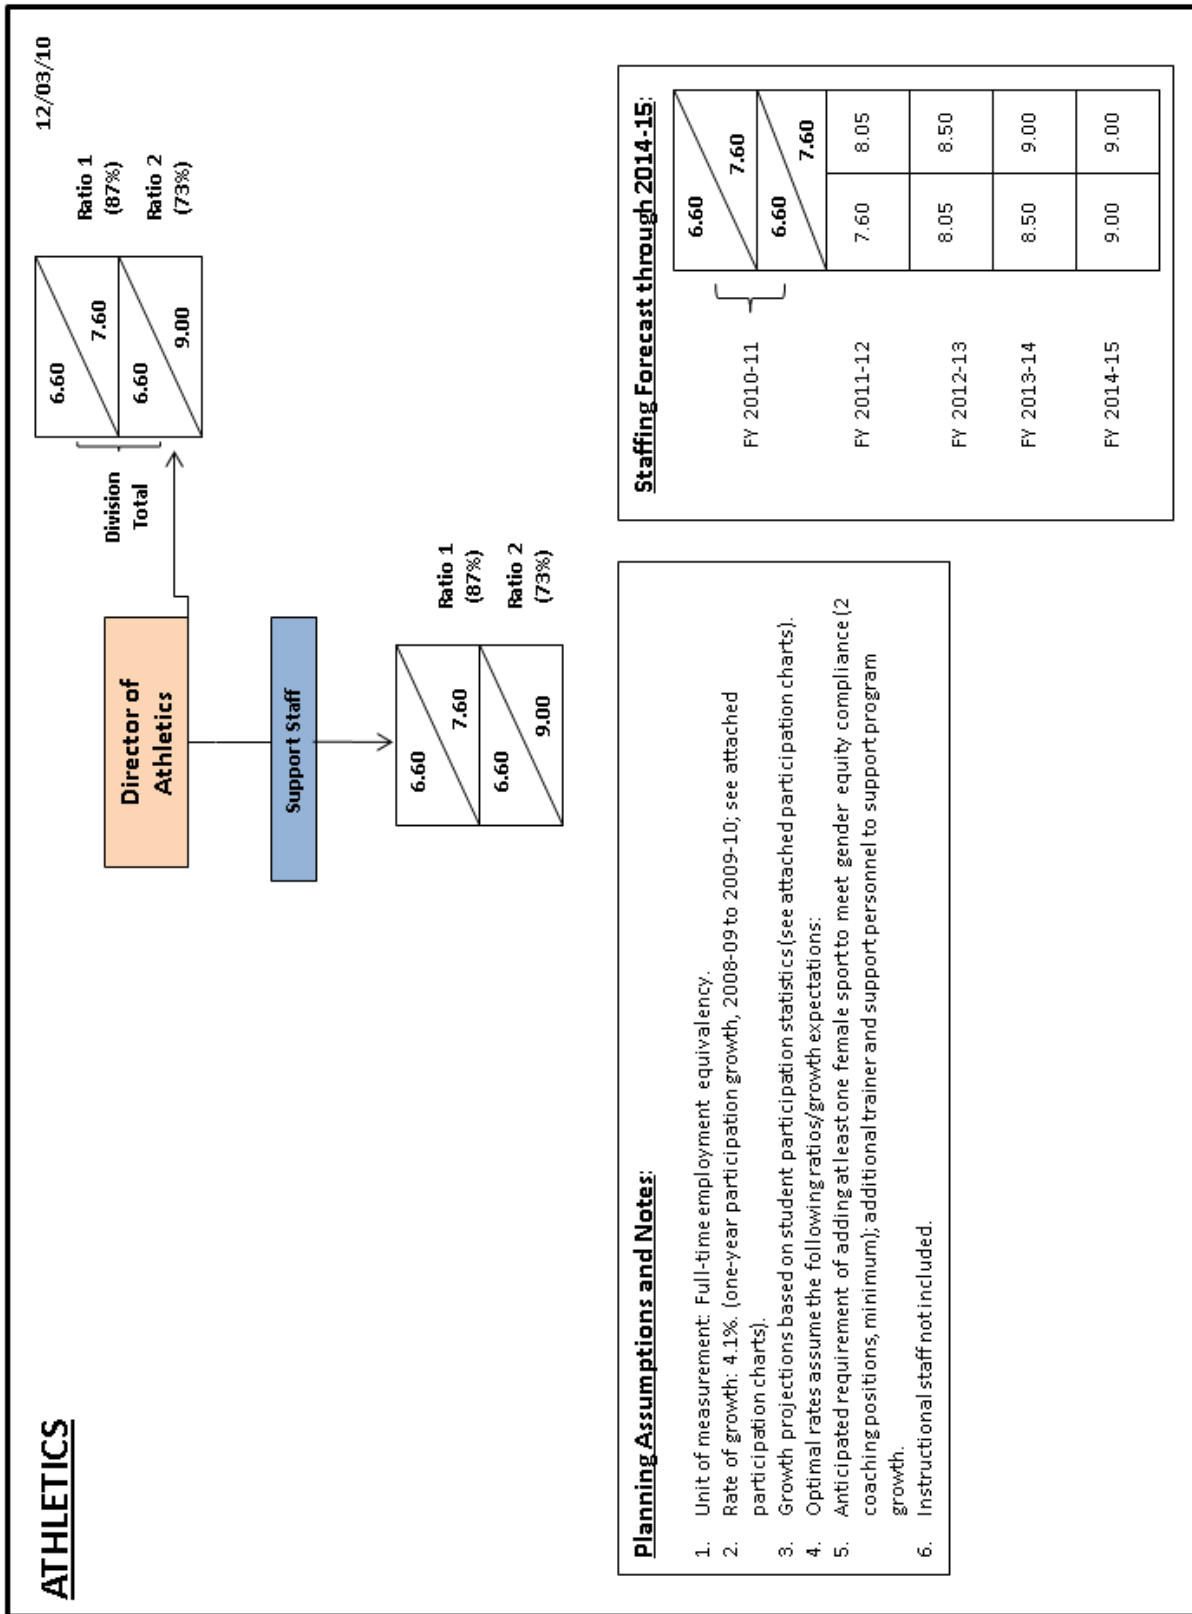 ATHLETICS
12/03/10
Director of
Athletics
Division
Total
6.60
7.60
6.60
9.00
Ratio 1
(87%)
Ratio 2
(73%)
Support Staff
6.60
7.60
6.60
9.00
Ratio 1
(87%)
Ratio 2
(73%)
Planning Assumptions and Notes:
1. Unit of measurement: Full-time employment equivalency.
2. Rate of growth: 4.1%. (one-year participation growth, 2008-09 to 2009-10; see attached
participation charts).
3. Growth projections based on student participation statistics (see attached participation charts).
4. Optimal rates assume the following ratios/growth expectations:
5. Anticipated requirement of adding at least one female sport to meet gender equity compliance (2
coaching positions, minimum); additional trainer and support personnel to support program
growth.
6. Instructional staff not included.
Staffing Forecast through 2014-15:
FY 2010-11
6.60
7.60
6.60
7.60
FY 2011-12 7.60 8.05
FY 2012-13 8.05 8.50
FY 2013-14 8.50 9.00
FY 2014-15 9.00 9.00